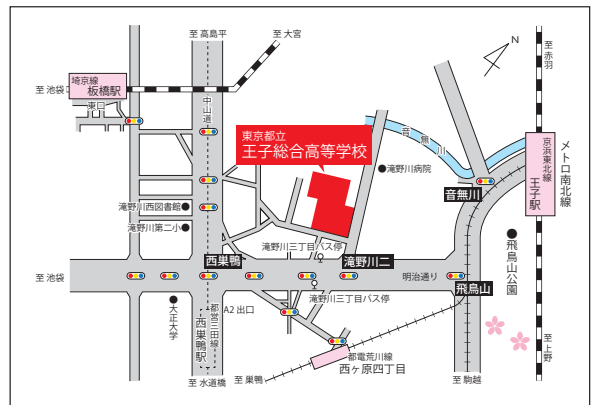 至 高島平
至 大宮
N
至 赤羽
埼京線
板橋駅
至 池袋
東口
中山道
東京都立
王子総合高等学校
音無川
滝野川病院
京浜東北線
王子駅
メトロ南北線
音無川
滝野川西図書館
滝野川第二小
飛鳥山公園
滝野川三丁目バス停
西巣鴨
滝野川二
至 池袋
明治通り
飛鳥山
滝野川三丁目バス停
大正大学
都営三田線
西巣鴨駅
A2 出口
都電荒川線
西ヶ原四丁目
至 上野
至 水道橋
至 巣鴨
至 駒越